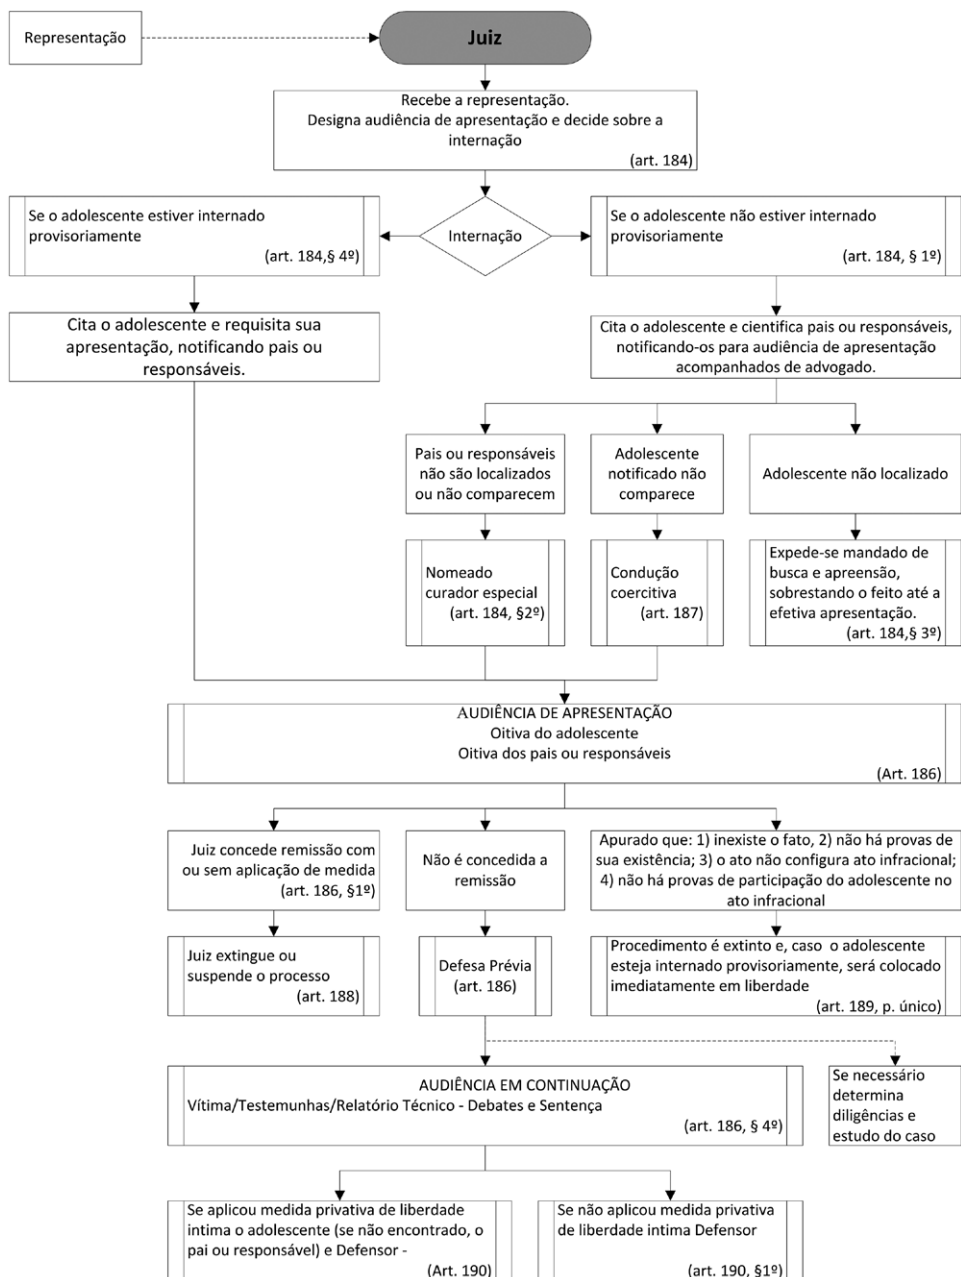 Representação
Juiz
Recebe a representação.
Designa audiência de apresentação e decide sobre a
internação
(art. 184)
Se o adolescente estiver internado
provisoriamente
(art. 184,§ 4º)
Internação
Se o adolescente não estiver internado
provisoriamente
(art. 184, § 1º)
Cita o adolescente e requisita sua
apresentação, notificando pais ou
responsáveis.
Cita o adolescente e cientifica pais ou responsáveis,
notificando-os para audiência de apresentação
acompanhados de advogado.
Pais ou responsáveis
não são localizados
ou não comparecem
Adolescente
notificado não
comparece
Adolescente não localizado
Nomeado
curador especial
(art. 184, §2º)
Condução
coercitiva
(art. 187)
Expede-se mandado de
busca e apreensão,
sobrestando o feito até a
efetiva apresentação.
(art. 184,§ 3º)
AUDIÊNCIA DE APRESENTAÇÃO
Oitiva do adolescente
Oitiva dos pais ou responsáveis
(Art. 186)
Juiz concede remissão com
ou sem aplicação de medida
(art. 186, §1º)
Não é concedida a
remissão
Apurado que: 1) inexiste o fato, 2) não há provas de
sua existência; 3) o ato não configura ato infracional;
4) não há provas de participação do adolescente no
ato infracional
Juiz extingue ou
suspende o processo
(art. 188)
Defesa Prévia
(art. 186)
Procedimento é extinto e, caso o adolescente
esteja internado provisoriamente, será colocado
imediatamente em liberdade
(art. 189, p. único)
AUDIÊNCIA EM CONTINUAÇÃO
Vítima/Testemunhas/Relatório Técnico - Debates e Sentença
(art. 186, § 4º)
Se necessário
determina
diligências e
estudo do caso
Se aplicou medida privativa de liberdade
intima o adolescente (se não encontrado, o
pai ou responsável) e Defensor -
(Art. 190)
Se não aplicou medida privativa
de liberdade intima Defensor
(art. 190, §1º)